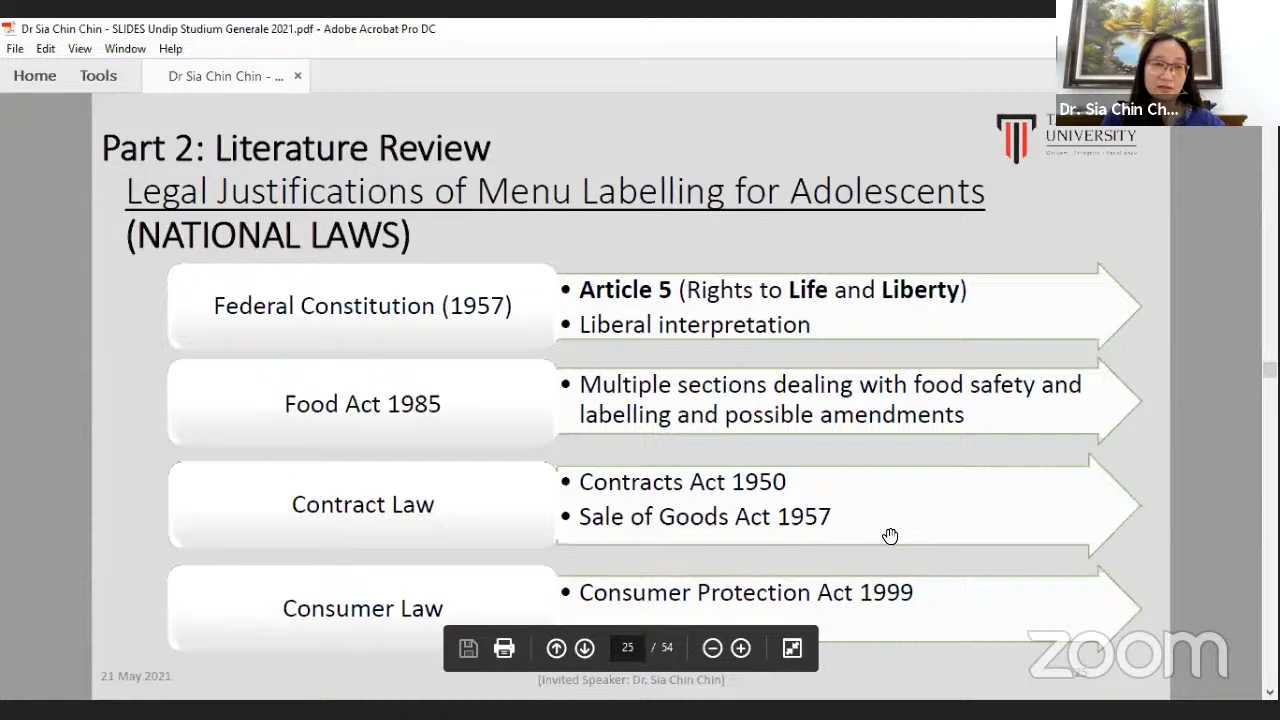 Dr Sia Chin Chin - SLIDES Undip Studium Generale 2021.pdf - Adobe Acrobat Pro DC
File Edit View Window Help
Home Tools Dr Sia Chin Chin - ... ×
Dr. Sia Chin Ch...
UNIVERSITY
Part 2: Literature Review
Legal Justifications of Menu Labelling for Adolescents
(NATIONAL LAWS)
Federal Constitution (1957)
• Article 5 (Rights to Life and Liberty)
• Liberal interpretation
Food Act 1985
• Multiple sections dealing with food safety and
labelling and possible amendments
Contract Law
• Contracts Act 1950
• Sale of Goods Act 1957
Consumer Law
• Consumer Protection Act 1999
25 / 54
zoom
21 May 2021
(Invited Speaker: Dr. Sia Chin Chin)